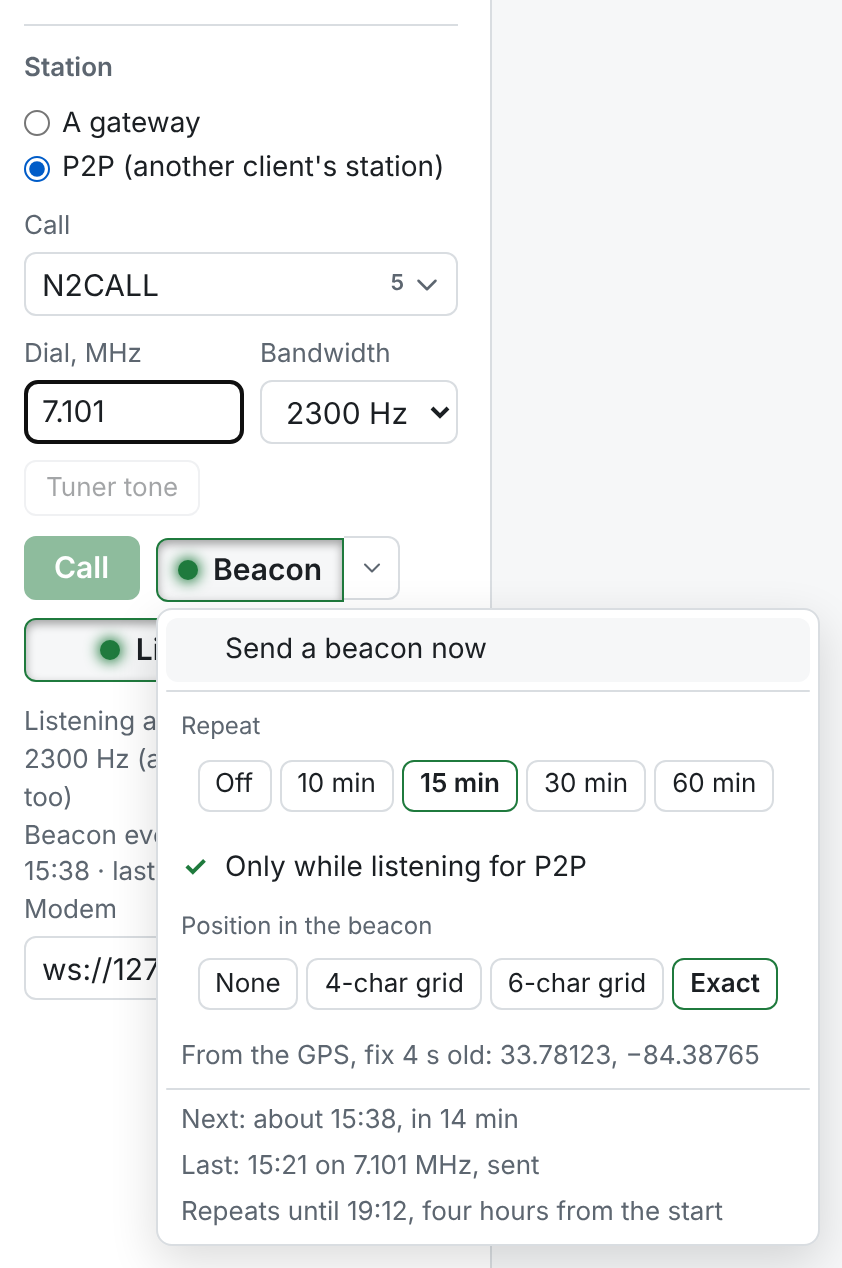 Station
A gateway
P2P (another client's station)
Call
N2CALL 5
Dial, MHz Bandwidth
7.101 2300 Hz
Tuner tone
Call Beacon
Send a beacon now
Listening
2300 Hz
too)
Beacon
15:38 · last
Modem
ws://127
Repeat
Off 10 min 15 min 30 min 60 min
Only while listening for P2P
Position in the beacon
None 4-char grid 6-char grid Exact
From the GPS, fix 4 s old: 33.78123, −84.38765
Next: about 15:38, in 14 min
Last: 15:21 on 7.101 MHz, sent
Repeats until 19:12, four hours from the start